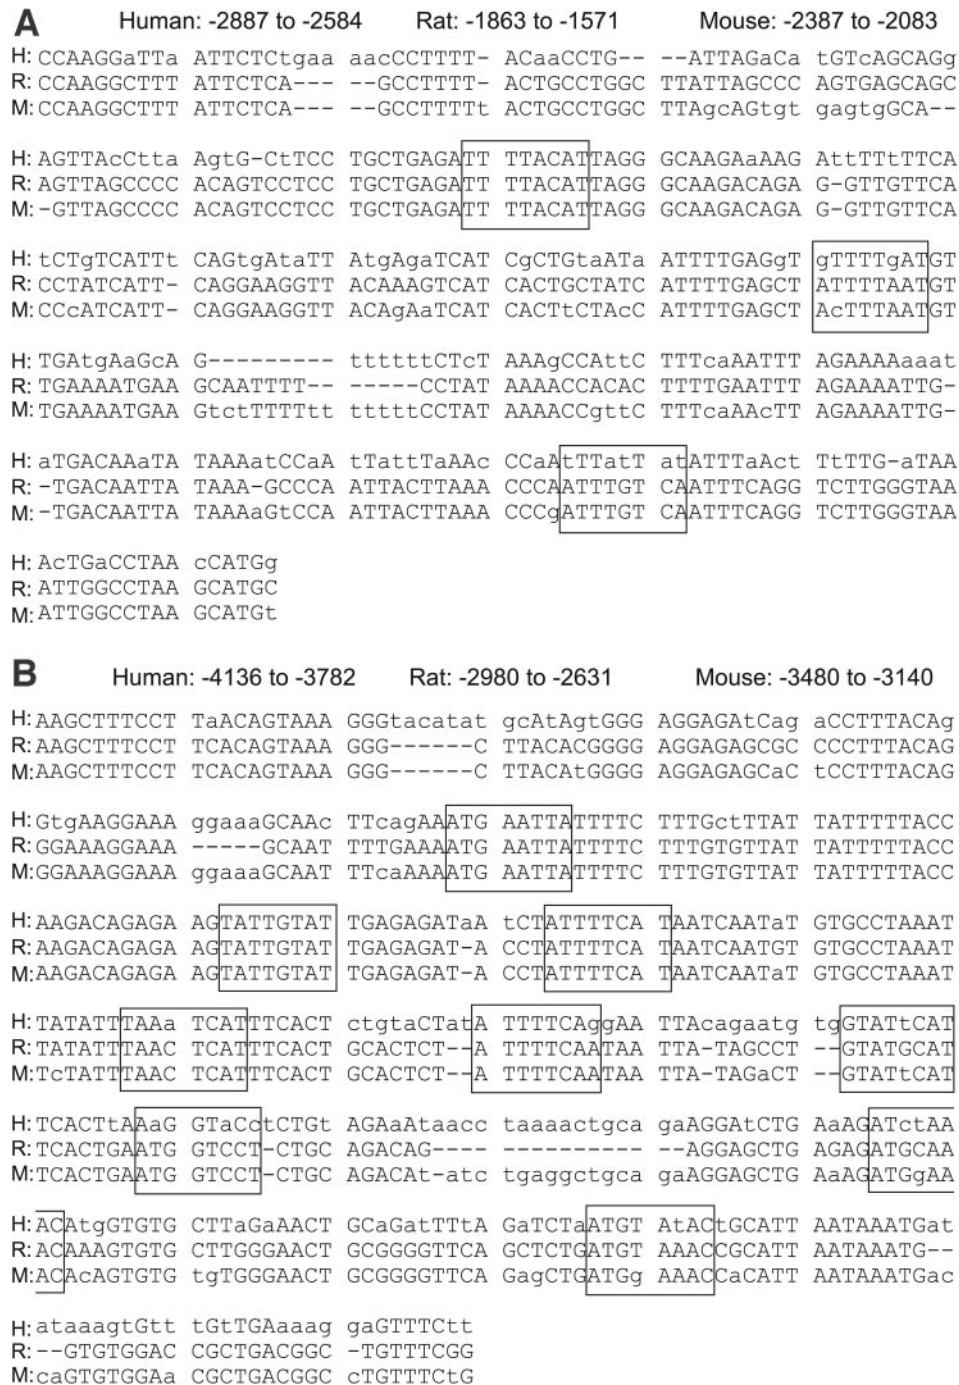 A Human: -2887 to -2584 Rat: -1863 to -1571 Mouse: -2387 to -2083
H: CCAAGGaTTa ATTCTCtgaa aacCCTTTT- ACaaCCTG-- --ATTAGaCa tGTcAGCAGg
R: CCAAGGCTTT ATTCTCA--- --GCCTTTT- ACTGCCTGGC TTATTAGCCC AGTGAGCAGC
M: CCAAGGCTTT ATTCTCA--- --GCCTTTTt ACTGCCTGGC TTAgcAGtgt gagtgGCA--
H: AGTTAcCtta AgtG-CtTCC TGCTGAGATT TTACATTAGG GCAAGAaAAG AttTTtTTCA
R: AGTTAGCCCC ACAGTCCTCC TGCTGAGATT TTACATTAGG GCAAGACAGA G-GTTGTTCA
M: -GTTAGCCCC ACAGTCCTCC TGCTGAGATT TTACATTAGG GCAAGACAGA G-GTTGTTCA
H: tCTgTCATTt CAGtgAtaTT AtgAgaTCAT CgCTGtaATa ATTTTGAGgT gTTTTgATGT
R: CCTATCATT- CAGGAAGGTT ACAAAGTCAT CACTGCTATC ATTTTGAGCT ATTTTAATGT
M: CCcATCATT- CAGGAAGGTT ACAgAaTCAT CACTtCTAcC ATTTTGAGCT AcTTTAATGT
H: TGAtgAaGcA G--------- ttttttCTcT AAAgCCAttC TTTcaAATTT AGAAAAaaat
R: TGAAAATGAA GCAATTTT-- ------CCTAT AAAACCACAC TTTTGAATTT AGAAAATTG-
M: TGAAAATGAA GtctTTTTtt tttttCCTAT AAAACCgttC TTTcaAAcTT AGAAAATTG-
H: aTGACAAaTA TAAAatCCaA tTattTaAAc CCaAtTTatT atATTTaAct TtTTG-aTAA
R: -TGACAATTA TAAA-GCCCA ATTACTTAAA CCCAATTTGT CAATTTCAGG TCTTGGGTAA
M: -TGACAATTA TAAAaGtCCA ATTACTTAAA CCCgATTTGT CAATTTCAGG TCTTGGGTAA
H: AcTGaCCTAA cCATGg
R: ATTGGCCTAA GCATGC
M: ATTGGCCTAA GCATGt
B Human: -4136 to -3782 Rat: -2980 to -2631 Mouse: -3480 to -3140
H: AAGCTTTCCT TaACAGTAAA GGGtacatat gcAtAgtGGG AGGAGAtCag aCCTTTACAg
R: AAGCTTTCCT TCACAGTAAA GGG------C TTACACGGGG AGGAGAGCGC CCCTTTACAG
M: AAGCTTTCCT TCACAGTAAA GGG------C TTACAtGGGG AGGAGAGCaC tCCTTTACAG
H: GtgAAGGAAA ggaaaGCAAc TTcagAAATG AATTATTTTC TTTGctTTAT TATTTTTACC
R: GGAAAGGAAA -----GCAAT TTTGAAAATG AATTATTTTC TTTGTGTTAT TATTTTTACC
M: GGAAAGGAAA ggaaaGCAAT TTcaAAAATG AATTATTTTC TTTGTGTTAT TATTTTTACC
H: AAGACAGAGA AGTATTGTAT TGAGAGATaA tCTATTTTCA TAATCAATaT GTGCCTAAAT
R: AAGACAGAGA AGTATTGTAT TGAGAGAT-A CCTATTTTCA TAATCAATGT GTGCCTAAAT
M: AAGACAGAGA AGTATTGTAT TGAGAGAT-A CCTATTTTCA TAATCAATaT GTGCCTAAAT
H: TATATTTAAa TCATTTCACT ctgtaCTatA TTTTCAggAA TTAcagaatg tgGTATtCAT
R: TATATTTAAC TCATTTCACT GCACTCT--A TTTTCAATAA TTA-TAGCCT --GTATGCAT
M: TcTATTTAAC TCATTTCACT GCACTCT--A TTTTCAATAA TTA-TAGaCT --GTATtCAT
H: TCACTTtAAaG GTaCctCTGt AGAaAtaacc taaaactgca gaAGGAtCTG AaAAGATctAA
R: TCACTGAATG GTCCT-CTGC AGACAG---- ---------- --AGGAGCTG AGAGATGCAA
M: TCACTGAATG GTCCT-CTGC AGACAt-atc tgaggctgca gaAGGAGCTG AaAGATGgAA
H: ACAtgGTGTG CTTaGaAACT GCaGatTTtA GaTCTaATGT AtACtGCATT AATAAATGat
R: ACAAAGTGTG CTTGGGAACT GCGGGGTTCA GCTCTGATGT AAACCGCATT AATAAATG--
M: ACAcAGTGTG tgTGGGAACT GCGGGGTTCA GagCTGATGg AAACCaCATT AATAAATGac
H: ataaagtGtt tGtTGAaaag gaGTTTCtt
R: --GTGTGGAC CGCTGACGGC -TGTTTCGG
M: caGTGTGGAa CGCTGACGGC cTGTTTCtG